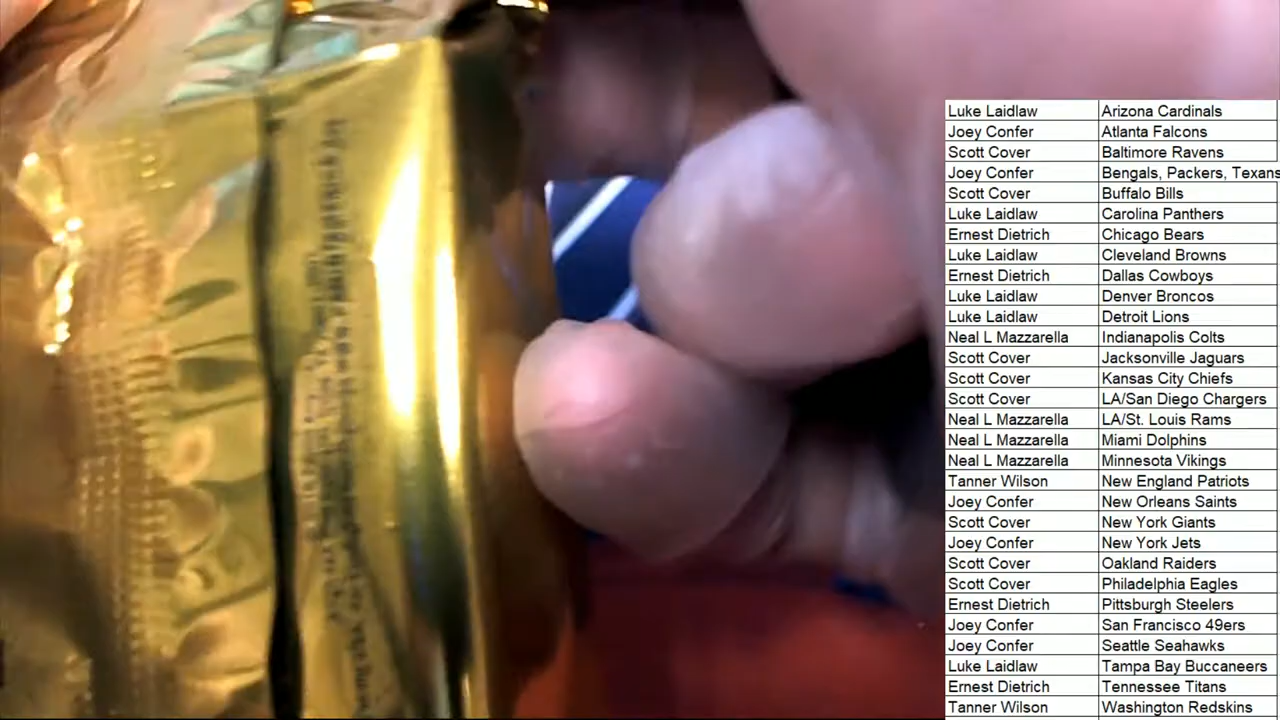 Luke Laidlaw Arizona Cardinals
Joey Confer Atlanta Falcons
Scott Cover Baltimore Ravens
Joey Confer Bengals, Packers, Texans
Scott Cover Buffalo Bills
Luke Laidlaw Carolina Panthers
Ernest Dietrich Chicago Bears
Luke Laidlaw Cleveland Browns
Ernest Dietrich Dallas Cowboys
Luke Laidlaw Denver Broncos
Luke Laidlaw Detroit Lions
Neal L Mazzarella Indianapolis Colts
Scott Cover Jacksonville Jaguars
Scott Cover Kansas City Chiefs
Scott Cover LA/San Diego Chargers
Neal L Mazzarella LA/St. Louis Rams
Neal L Mazzarella Miami Dolphins
Neal L Mazzarella Minnesota Vikings
Tanner Wilson New England Patriots
Joey Confer New Orleans Saints
Scott Cover New York Giants
Joey Confer New York Jets
Scott Cover Oakland Raiders
Scott Cover Philadelphia Eagles
Ernest Dietrich Pittsburgh Steelers
Joey Confer San Francisco 49ers
Joey Confer Seattle Seahawks
Luke Laidlaw Tampa Bay Buccaneers
Ernest Dietrich Tennessee Titans
Tanner Wilson Washington Redskins